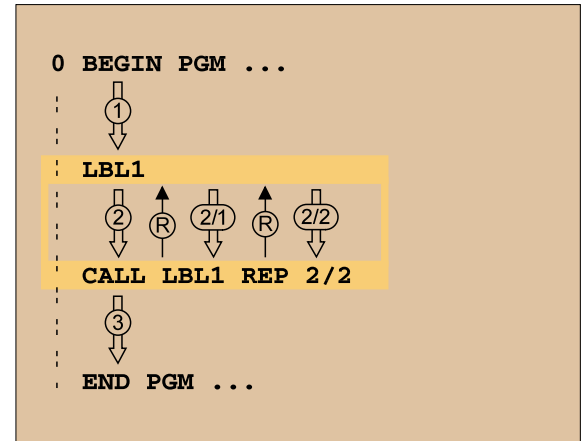 0 BEGIN PGM ...
1
LBL1
2 R 2/1 R 2/2
CALL LBL1 REP 2/2
3
END PGM ...